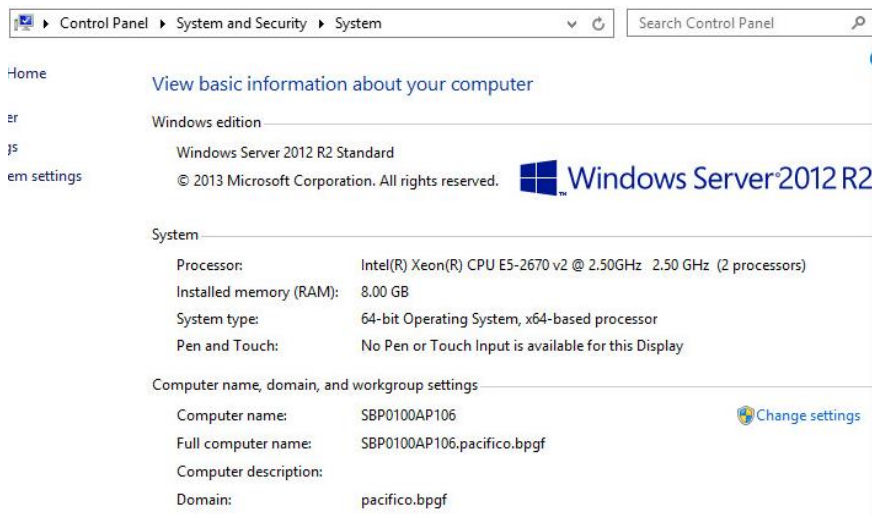 Control Panel System and Security System Search Control Panel
Home
er
gs
em settings
View basic information about your computer
Windows edition
Windows Server 2012 R2 Standard
© 2013 Microsoft Corporation. All rights reserved.
Windows Server 2012 R2
System
Processor: Intel(R) Xeon(R) CPU E5-2670 v2 @ 2.50GHz 2.50 GHz (2 processors)
Installed memory (RAM): 8.00 GB
System type: 64-bit Operating System, x64-based processor
Pen and Touch: No Pen or Touch Input is available for this Display
Computer name, domain, and workgroup settings
Computer name: SBP0100AP106 Change settings
Full computer name: SBP0100AP106.pacifico.bpgf
Computer description:
Domain: pacifico.bpgf